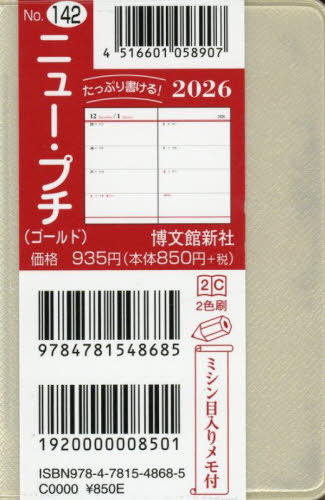 No. 142
4 516601 058907
ニュー・プチ
(ゴールド)
たっぷり書ける! 2026
12 /1
2026
博文館新社
価格 935円(本体850円+税)
2C
2色刷
9784781548685
ミシン目入りメモ付
1920000008501
ISBN978-4-7815-4868-5
C0000 ¥850E